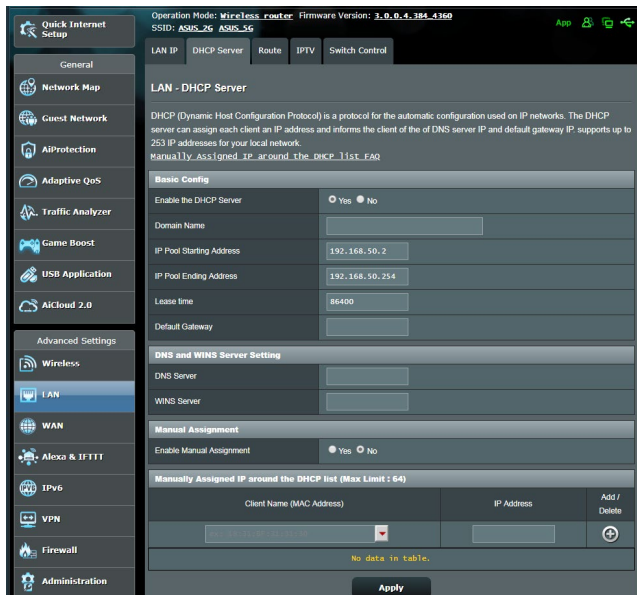 Quick Internet
Setup
General
Network Map
Guest Network
AiProtection
Adaptive QoS
Traffic Analyzer
Game Boost
USB Application
AiCloud 2.0
Advanced Settings
Wireless
LAN
WAN
Alexa & IFTTT
IPv6
VPN
Firewall
Administration
Operation Mode: Wireless router Firmware Version: 3.0.0.4.384_4360
SSID: ASUS_2G ASUS_5G
App
LAN IP DHCP Server Route IPTV Switch Control
LAN - DHCP Server
DHCP (Dynamic Host Configuration Protocol) is a protocol for the automatic configuration used on IP networks. The DHCP
server can assign each client an IP address and informs the client of the of DNS server IP and default gateway IP. supports up to
253 IP addresses for your local network.
Manually Assigned IP around the DHCP list FAQ
Basic Config
Enable the DHCP Server Yes No
Domain Name
IP Pool Starting Address 192.168.50.2
IP Pool Ending Address 192.168.50.254
Lease time 86400
Default Gateway
DNS and WINS Server Setting
DNS Server
WINS Server
Manual Assignment
Enable Manual Assignment Yes No
Manually Assigned IP around the DHCP list (Max Limit : 64)
Client Name (MAC Address) IP Address Add /
Delete
No data in table.
Apply